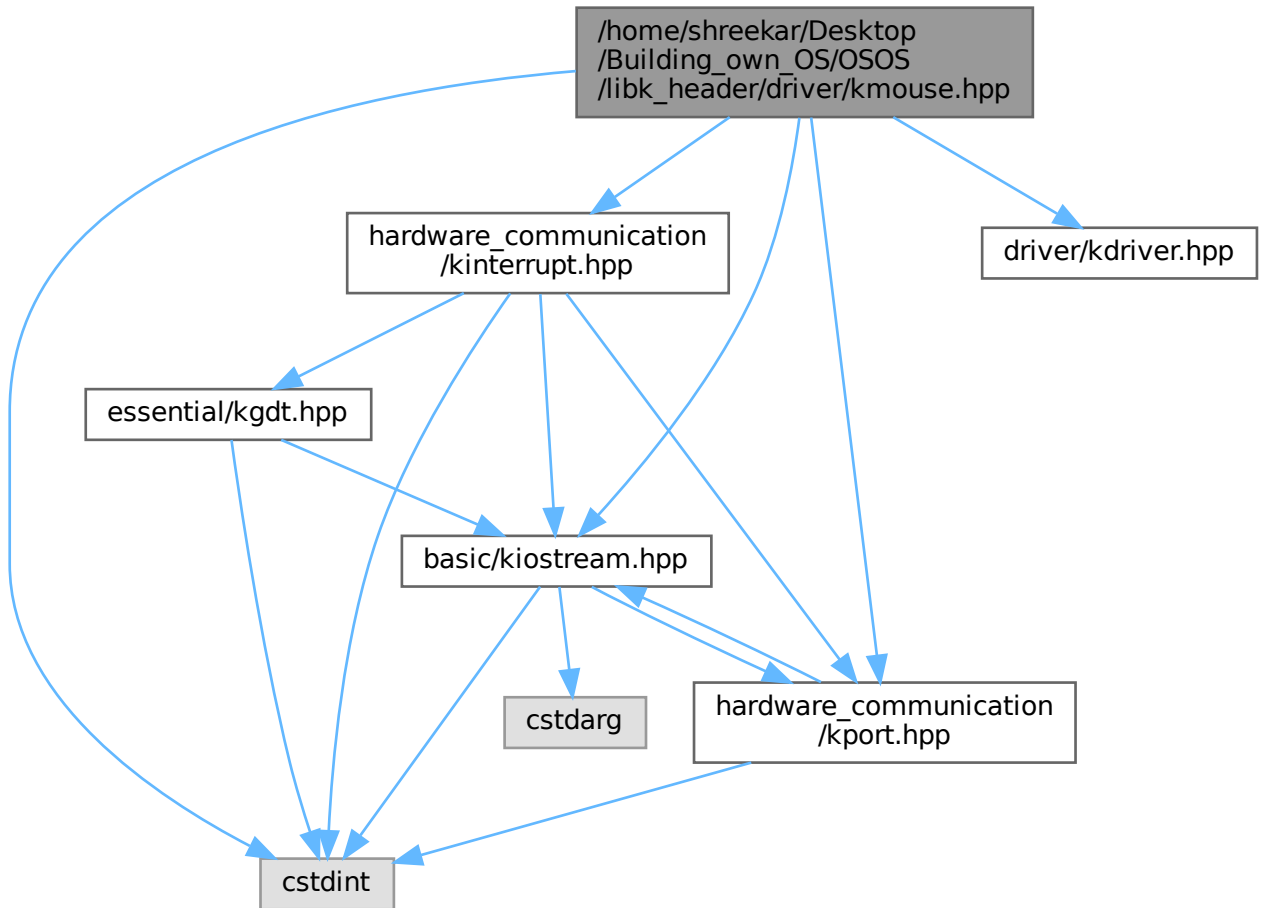 /home/shreekar/Desktop
/Building_own_OS/OSOS
/libk_header/driver/kmouse.hpp
hardware_communication
/kinterrupt.hpp
driver/kdriver.hpp
essential/kgdt.hpp
basic/kiostream.hpp
cstdarg
hardware_communication
/kport.hpp
cstdint